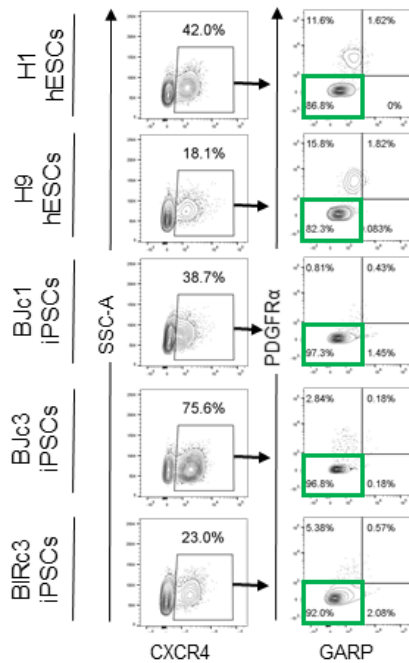 H1
hESCs
42.0%
11.6%
1.62%
86.8%
0%
H9
hESCs
18.1%
15.8%
1.82%
82.3%
0.083%
BJc1
iPSCs
38.7%
0.81%
0.43%
97.3%
1.45%
BJc3
iPSCs
75.6%
2.84%
0.18%
96.8%
0.18%
BIRc3
iPSCs
23.0%
5.38%
0.57%
92.0%
2.08%
SSC-A
PDGFRα
CXCR4
GARP